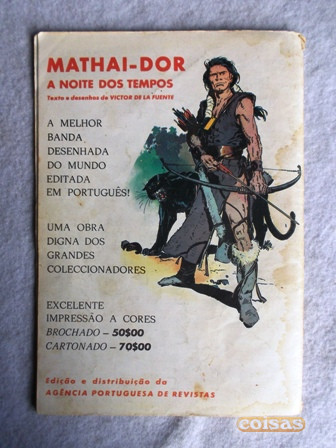 MATHAI-DOR
A NOITE DOS TEMPOS
Texto e desenhos de VICTOR DE LA FUENTE
A MELHOR
BANDA
DESENHADA
DO MUNDO
EDITADA
EM PORTUGUÊS!
UMA OBRA
DIGNA DOS
GRANDES
COLECCIONADORES
EXCELENTE
IMPRESSÃO A CORES
BROCHADO – 50$00
CARTONADO – 70$00
Edição e distribuição da
AGÊNCIA PORTUGUESA DE REVISTAS
coisas